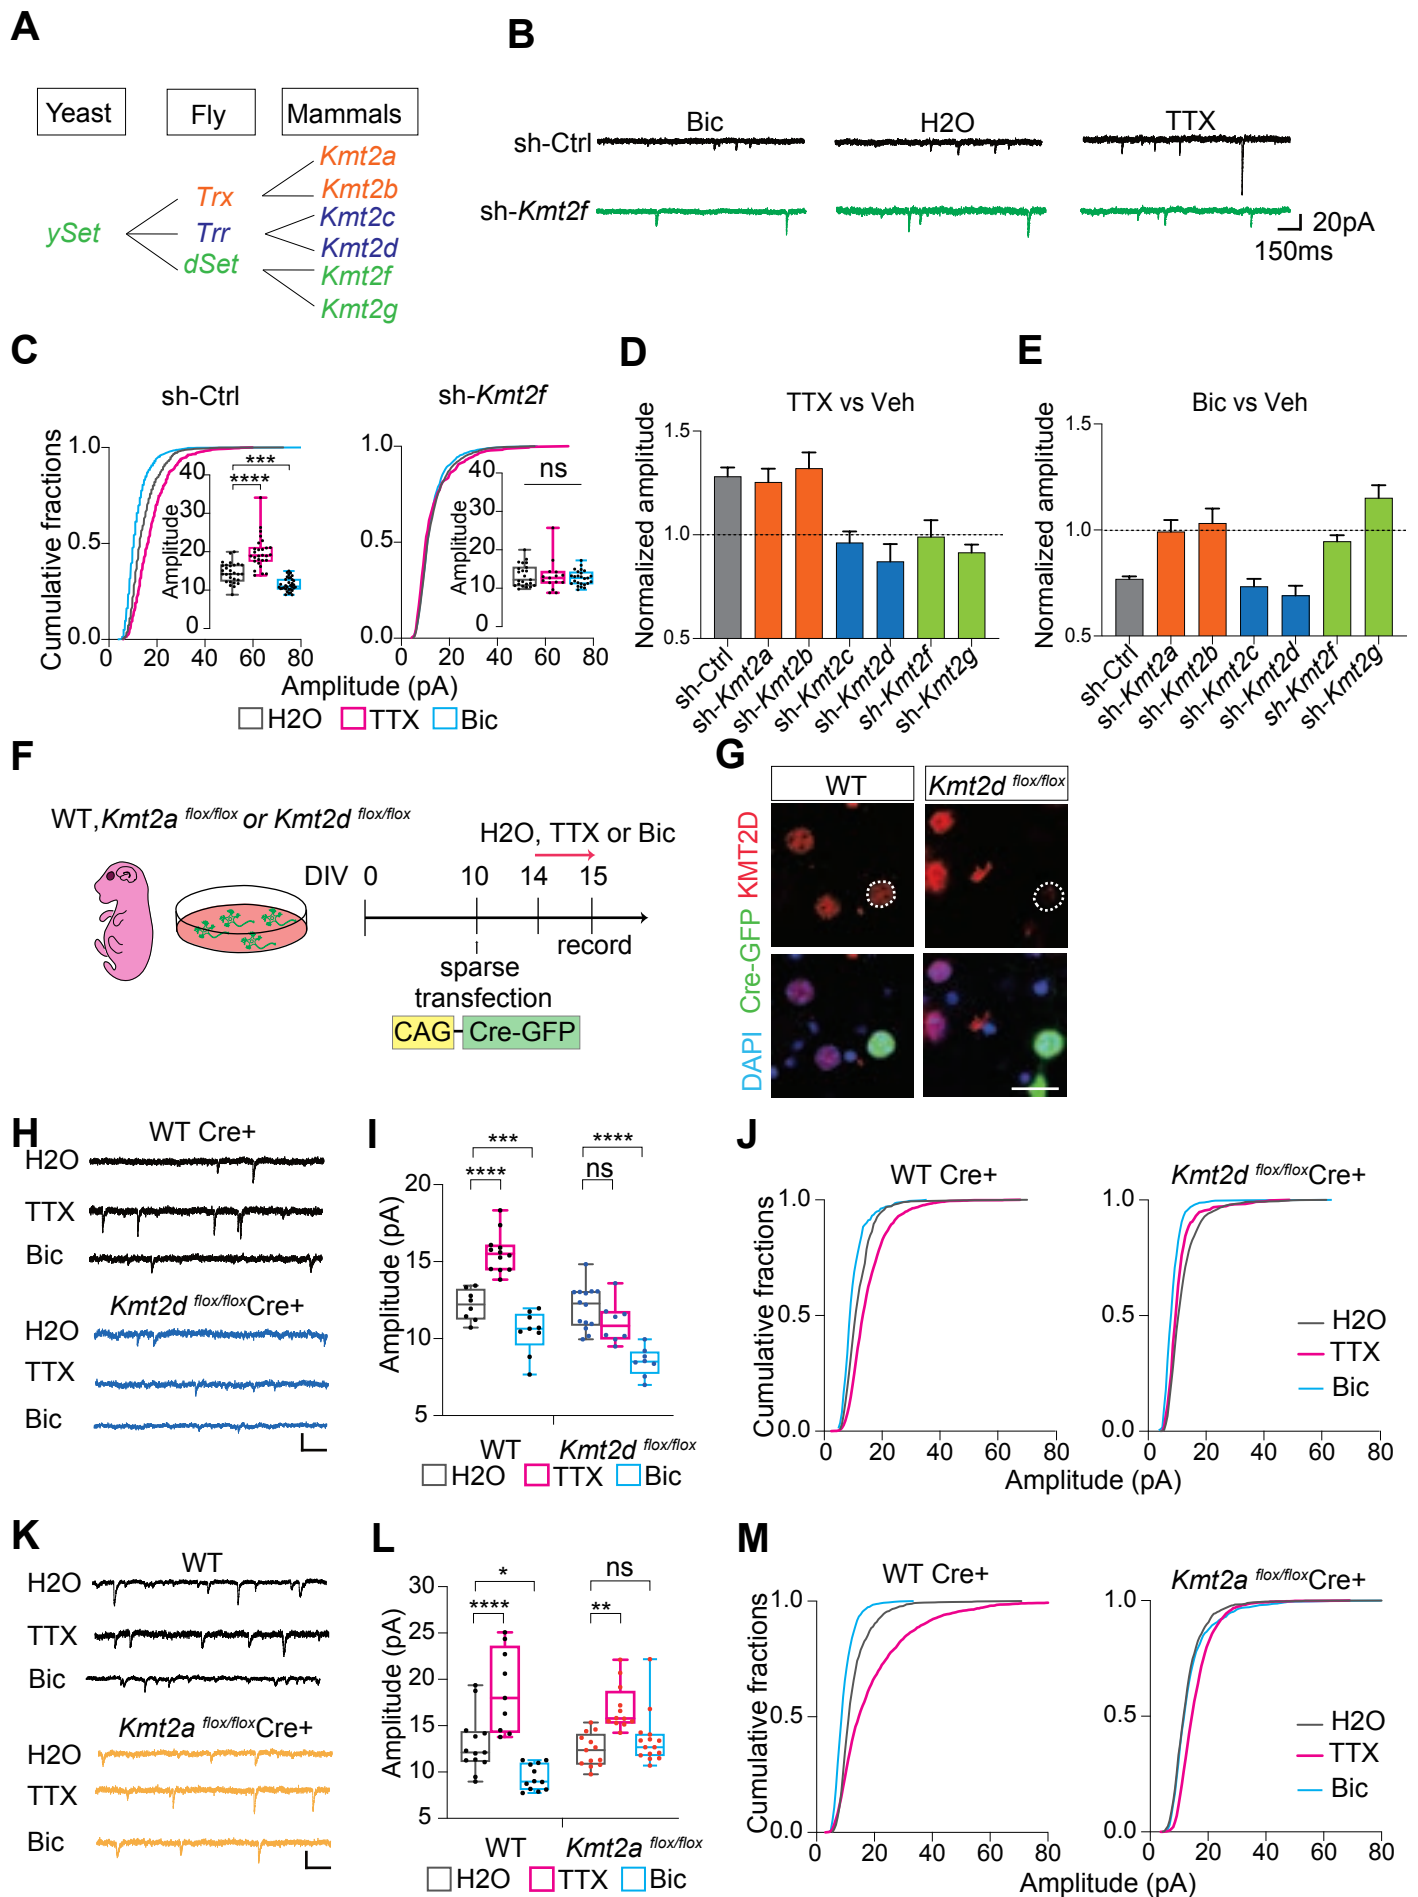 A
Yeast Fly Mammals
ySet
Trx
Trr
dSet
Kmt2a
Kmt2b
Kmt2c
Kmt2d
Kmt2f
Kmt2g
B
Bic H2O TTX
sh-Ctrl
sh-Kmt2f
20pA
150ms
C
sh-Ctrl sh-Kmt2f
Cumulative fractions
1.0
0.5
0.0
0 20 40 60 80
Amplitude
40
30
20
10
0
***
****
1.0
0.5
0.0
0 20 40 60 80
Amplitude
40
30
20
10
0
ns
Amplitude (pA)
H2O TTX Bic
D
TTX vs Veh
Normalized amplitude
1.5
1.0
0.5
sh-Ctrl
sh-Kmt2a
sh-Kmt2b
sh-Kmt2c
sh-Kmt2d
sh-Kmt2f
sh-Kmt2g
E
Bic vs Veh
Normalized amplitude
1.5
1.0
0.5
sh-Ctrl
sh-Kmt2a
sh-Kmt2b
sh-Kmt2c
sh-Kmt2d
sh-Kmt2f
sh-Kmt2g
F
WT,Kmt2a flox/flox or Kmt2d flox/flox
H2O, TTX or Bic
DIV 0 10 14 15
record
sparse
transfection
CAG Cre-GFP
G
WT Kmt2d flox/flox
DAPI Cre-GFP KMT2D
H
WT Cre+
H2O
TTX
Bic
Kmt2d flox/flox Cre+
H2O
TTX
Bic
I
Amplitude (pA)
20
15
10
5
***
****
****
ns
WT Kmt2d flox/flox
H2O TTX Bic
J
WT Cre+ Kmt2d flox/flox Cre+
Cumulative fractions
1.0
0.5
0.0
0 20 40 60 80
1.0
0.5
0.0
0 20 40 60 80
H2O
TTX
Bic
Amplitude (pA)
K
WT
H2O
TTX
Bic
Kmt2a flox/flox Cre+
H2O
TTX
Bic
L
Amplitude (pA)
30
25
20
15
10
5
*
****
ns
**
WT Kmt2a flox/flox
H2O TTX Bic
M
WT Cre+ Kmt2a flox/flox Cre+
Cumulative fractions
1.0
0.5
0.0
0 20 40 60 80
1.0
0.5
0.0
0 20 40 60 80
H2O
TTX
Bic
Amplitude (pA)